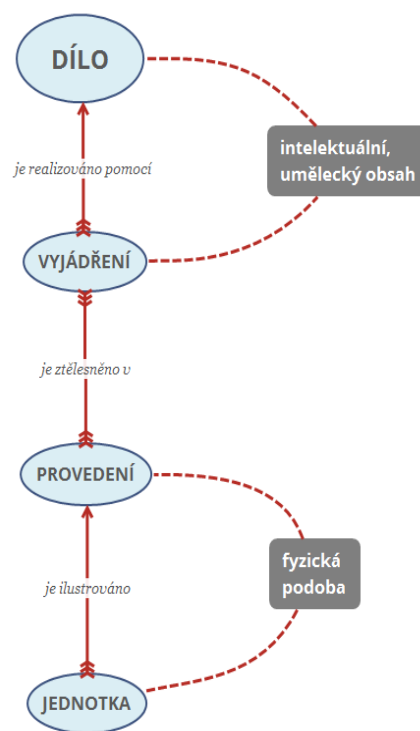 DÍLO
je realizováno pomocí
intelektuální,
umělecký obsah
VYJÁDŘENÍ
je ztělesněno v
PROVEDENÍ
fyzická
podoba
je ilustrováno
JEDNOTKA